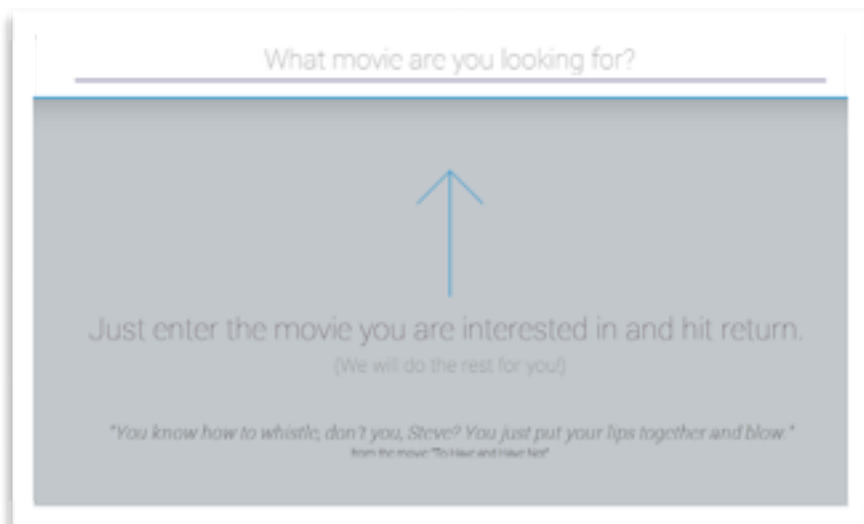 What movie are you looking for?
Just enter the movie you are interested in and hit return.
(We will do the rest for you!)
"You know how to whistle, don't you, Steve? You just put your lips together and blow."
from the movie "To Have and Have Not"